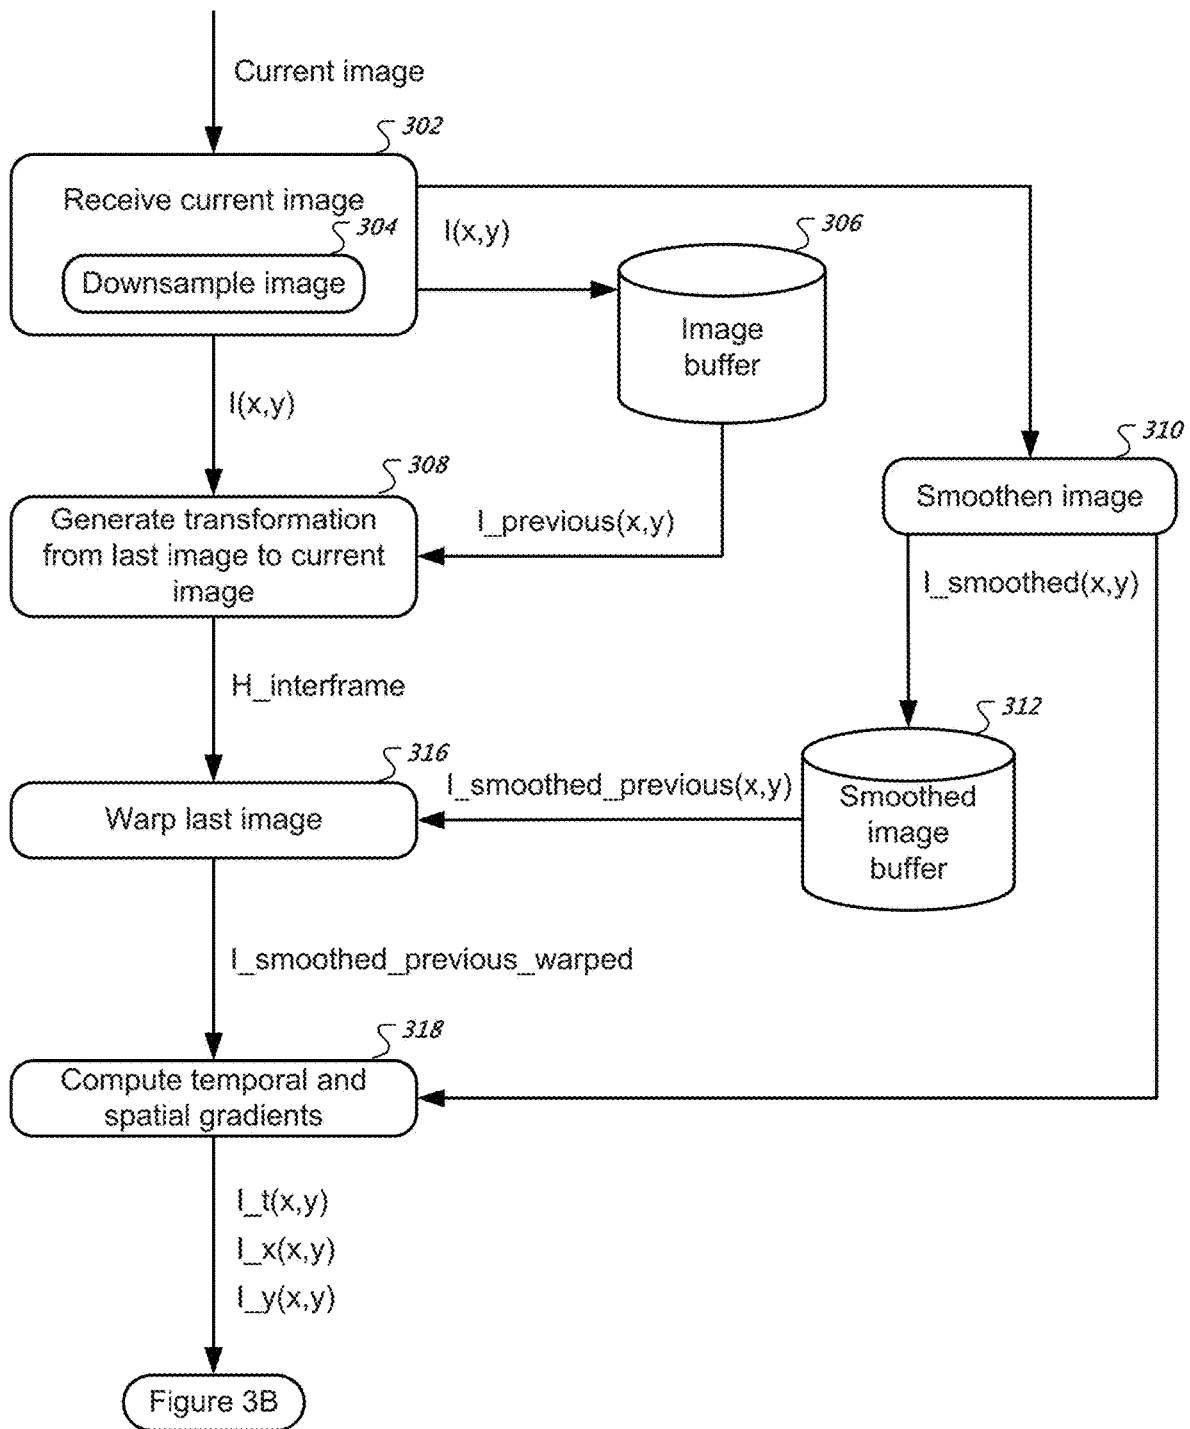 Current image
302
Receive current image
304
I(x,y)
306
Downsample image
Image
buffer
I(x,y)
310
308
Smoothen image
Generate transformation
from last image to current
image
I_previous(x,y)
I_smoothed(x,y)
H_interframe
312
316
I_smoothed_previous(x,y)
Warp last image
Smoothed
image
buffer
I_smoothed_previous_warped
318
Compute temporal and
spatial gradients
I_t(x,y)
I_x(x,y)
I_y(x,y)
Figure 3B